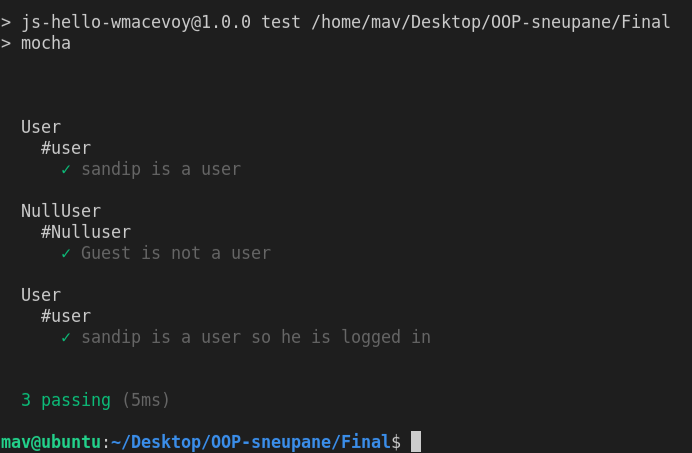 > js-hello-wmacevoy@1.0.0 test /home/mav/Desktop/OOP-sneupane/Final
> mocha
User
#user
✓ sandip is a user
NullUser
#Nulluser
✓ Guest is not a user
User
#user
✓ sandip is a user so he is logged in
3 passing (5ms)
mav@ubuntu:~/Desktop/OOP-sneupane/Final$